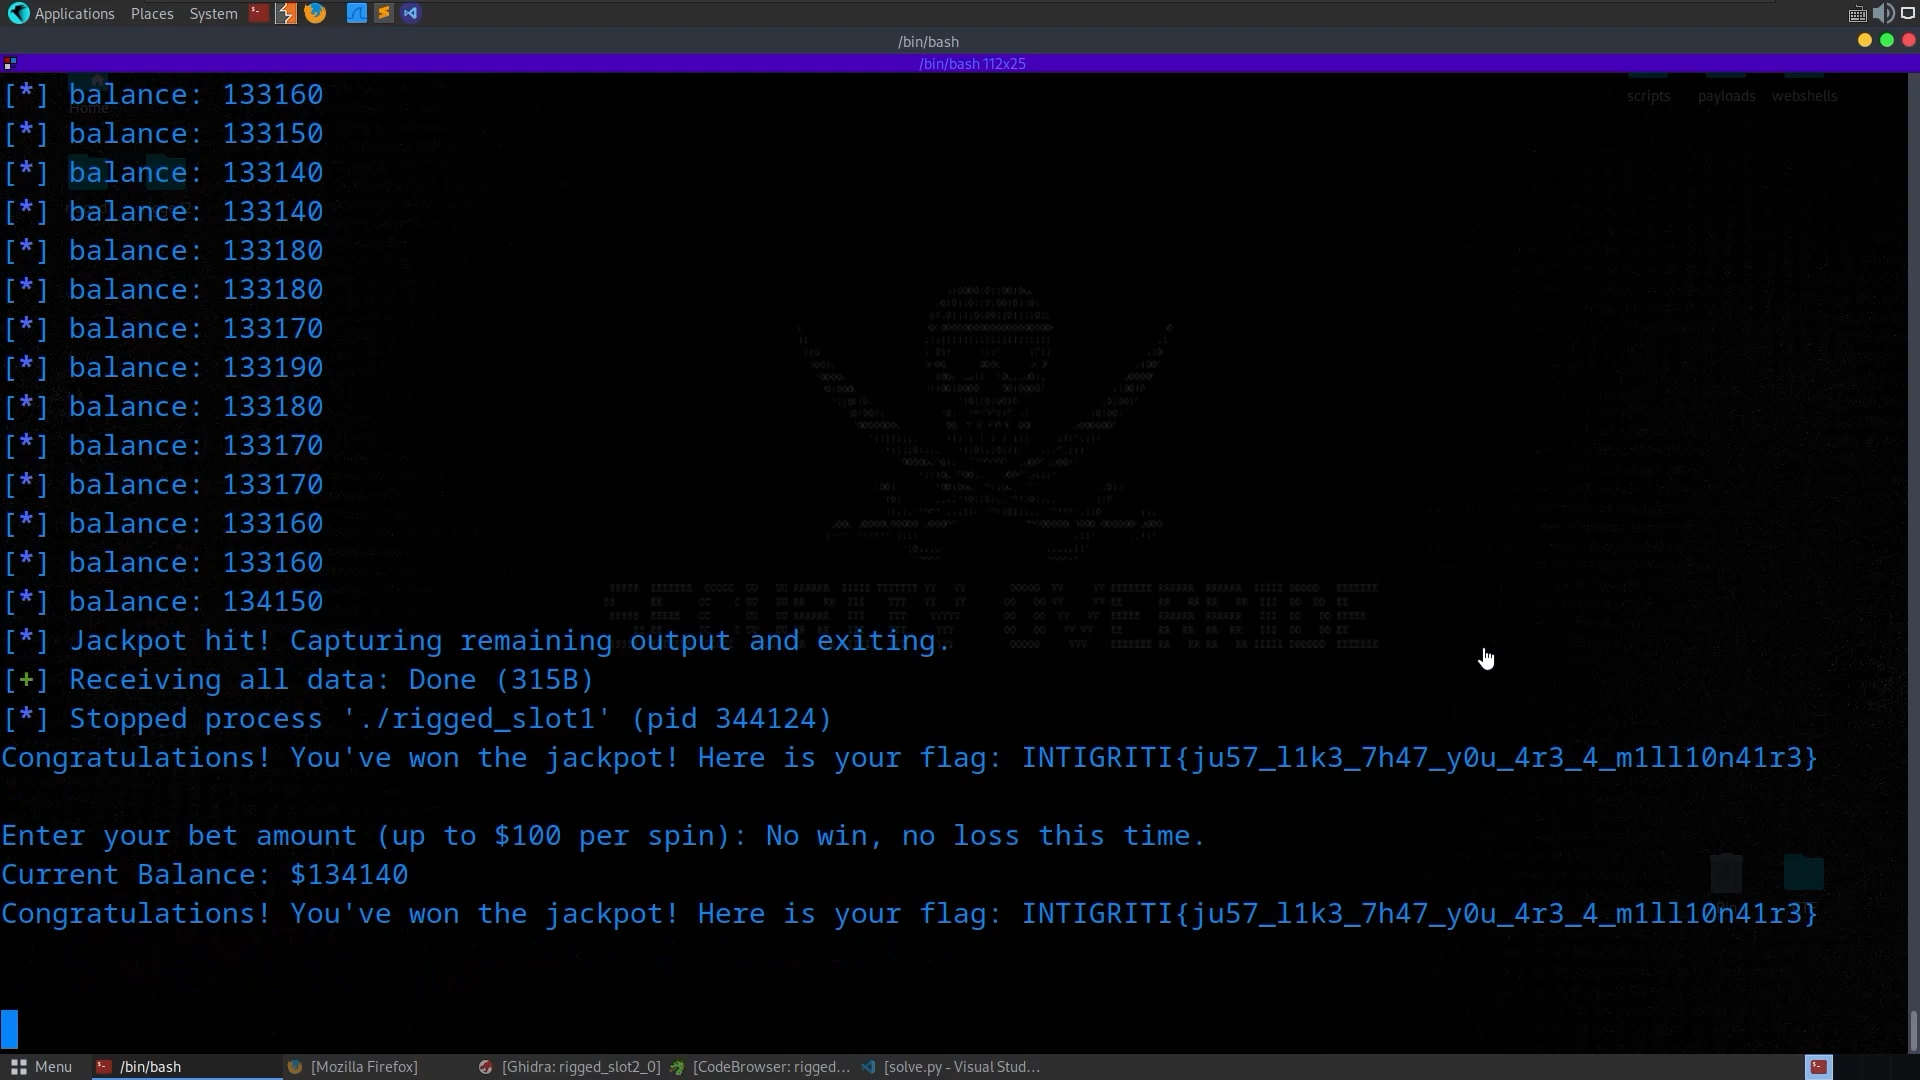 Applications Places System
/bin/bash
/bin/bash 112x25
[*] balance: 133160
Home
scripts payloads webshells
[*] balance: 133150
[*] balance: 133140
[*] balance: 133140
[*] balance: 133180
[*] balance: 133180
[*] balance: 133170
[*] balance: 133190
[*] balance: 133180
[*] balance: 133170
[*] balance: 133170
[*] balance: 133160
[*] balance: 133160
[*] balance: 134150
SECURITY OVERRIDE
[*] Jackpot hit! Capturing remaining output and exiting.
[+] Receiving all data: Done (315B)
[*] Stopped process './rigged_slot1' (pid 344124)
Congratulations! You've won the jackpot! Here is your flag: INTIGRITI{ju57_l1k3_7h47_y0u_4r3_4_m1ll10n41r3}
Enter your bet amount (up to $100 per spin): No win, no loss this time.
Current Balance: $134140
Congratulations! You've won the jackpot! Here is your flag: INTIGRITI{ju57_l1k3_7h47_y0u_4r3_4_m1ll10n41r3}
Menu /bin/bash [Mozilla Firefox] [Ghidra: rigged_slot2_0] [CodeBrowser: rigged... [solve.py - Visual Stud...